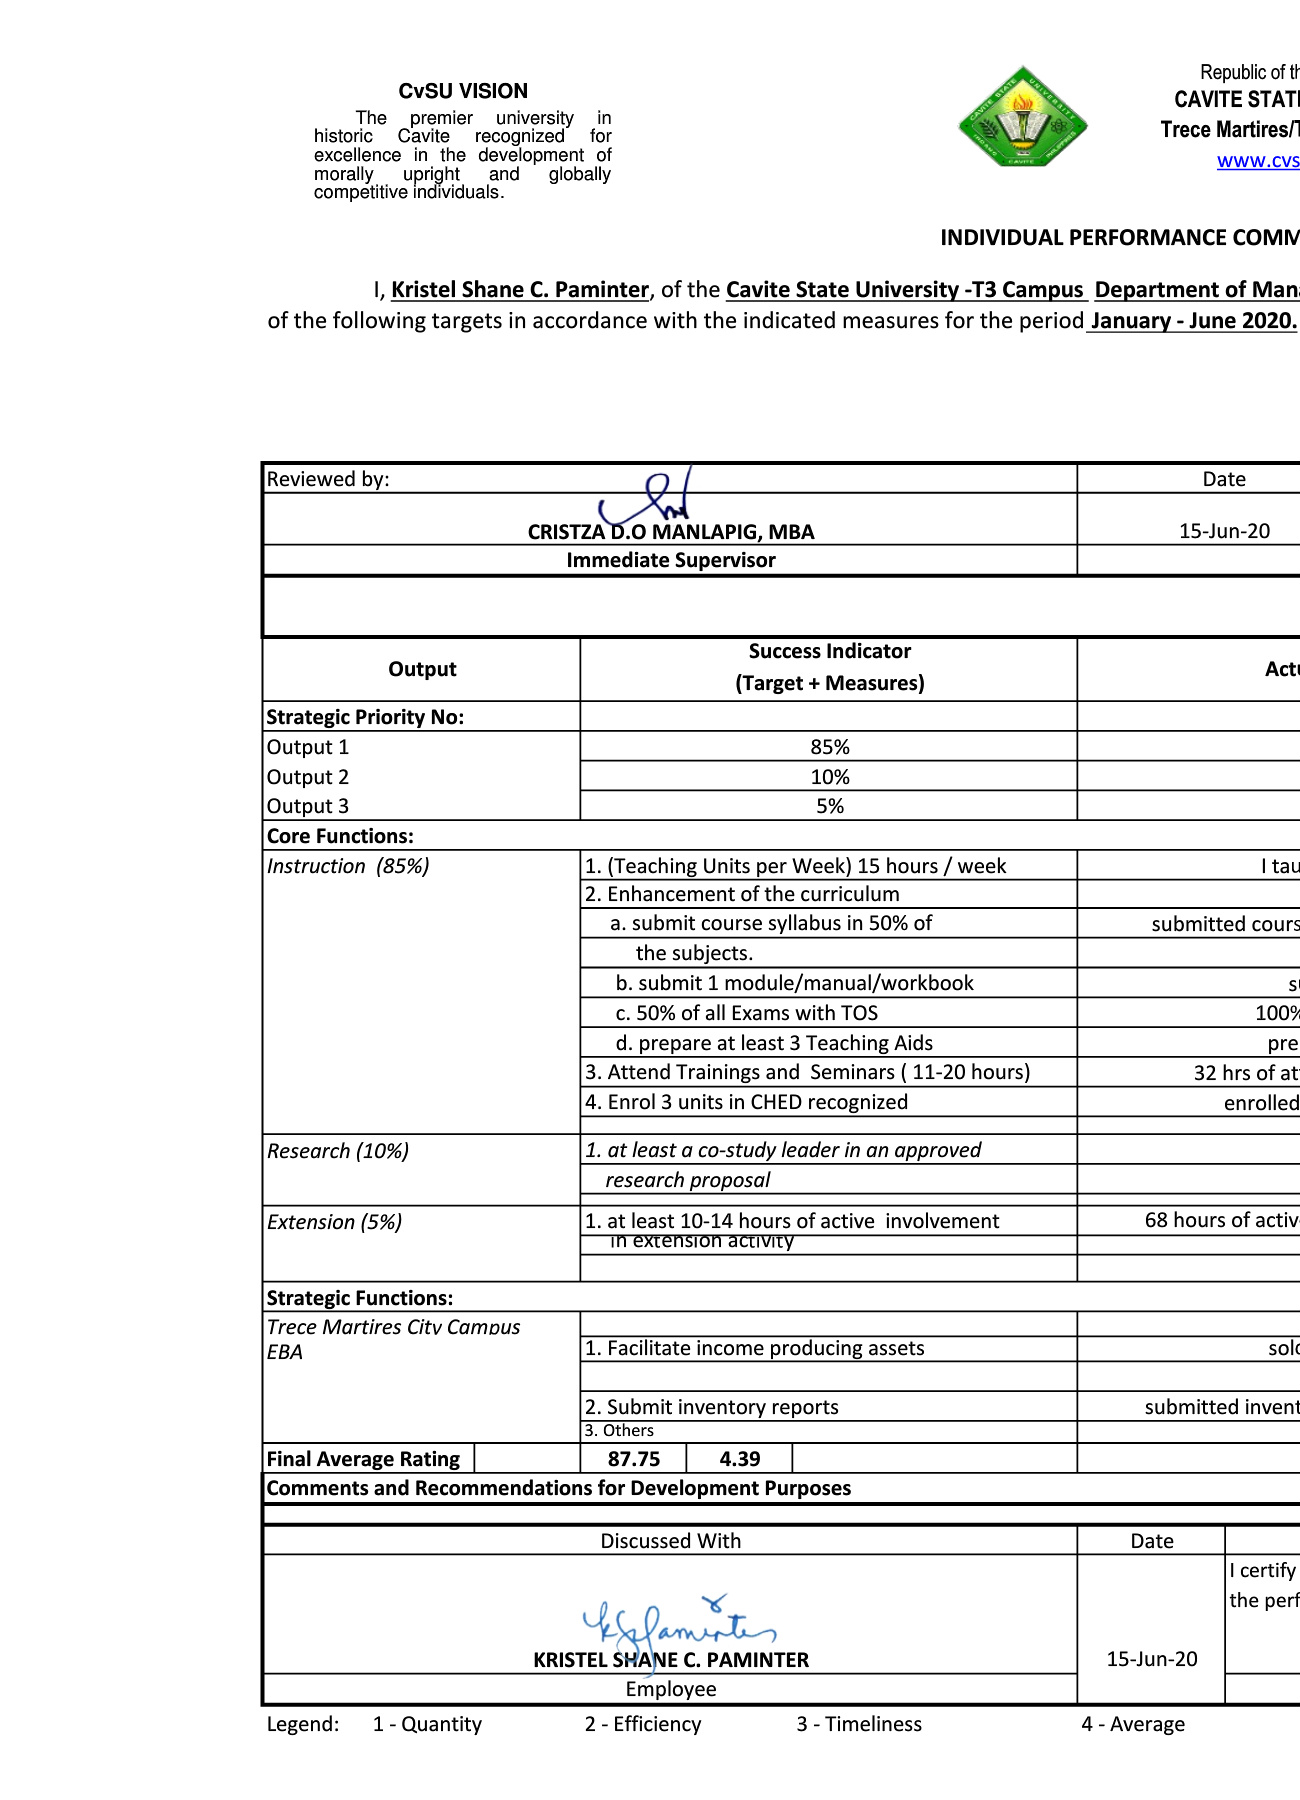 CvSU VISION
The premier university in
historic Cavite recognized for
excellence in the development of
morally upright and globally
competitive individuals.
CAVITE STATE UNIVERSITY
CAVITE
PHILIPPINES
Republic of th
CAVITE STATE
Trece Martires/T
www.cvs
INDIVIDUAL PERFORMANCE COMM
I, Kristel Shane C. Paminter, of the Cavite State University -T3 Campus Department of Mana
of the following targets in accordance with the indicated measures for the period January - June 2020.
Reviewed by: Date
CRISTZA D.O MANLAPIG, MBA 15-Jun-20
Immediate Supervisor
Output Success Indicator Actu
(Target + Measures)
Strategic Priority No:
Output 1 85%
Output 2 10%
Output 3 5%
Core Functions:
Instruction (85%) 1. (Teaching Units per Week) 15 hours / week I tau
2. Enhancement of the curriculum
a. submit course syllabus in 50% of submitted cours
the subjects.
b. submit 1 module/manual/workbook su
c. 50% of all Exams with TOS 100%
d. prepare at least 3 Teaching Aids pre
3. Attend Trainings and Seminars ( 11-20 hours) 32 hrs of at
4. Enrol 3 units in CHED recognized enrolled
Research (10%) 1. at least a co-study leader in an approved
research proposal
Extension (5%) 1. at least 10-14 hours of active involvement 68 hours of activ
in extension activity
Strategic Functions:
Trece Martires City Campus
EBA 1. Facilitate income producing assets sold
2. Submit inventory reports submitted invent
3. Others
Final Average Rating 87.75 4.39
Comments and Recommendations for Development Purposes
Discussed With Date
I certify
the perf
KSPaminter
KRISTEL SHANE C. PAMINTER 15-Jun-20
Employee
Legend: 1 - Quantity 2 - Efficiency 3 - Timeliness 4 - Average